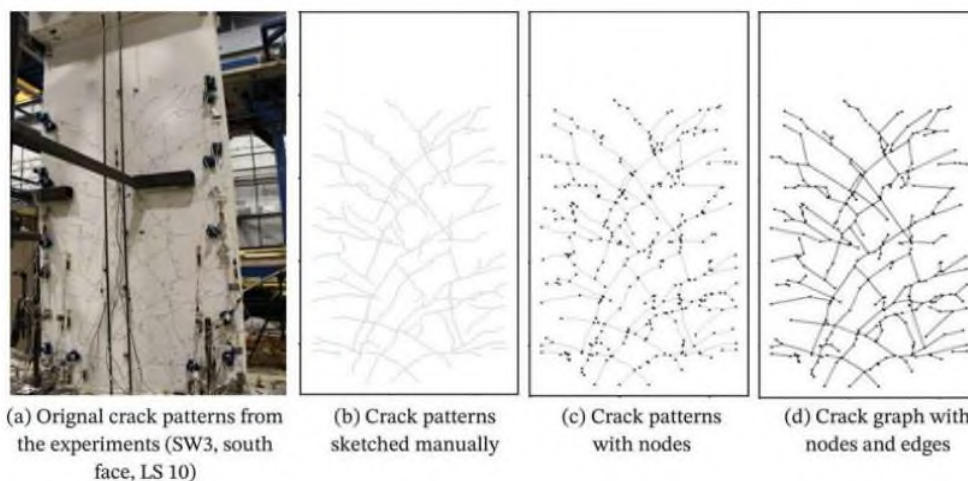 (a) Orignal crack patterns from
the experiments (SW3, south
face, LS 10)
(b) Crack patterns
sketched manually
(c) Crack patterns
with nodes
(d) Crack graph with
nodes and edges